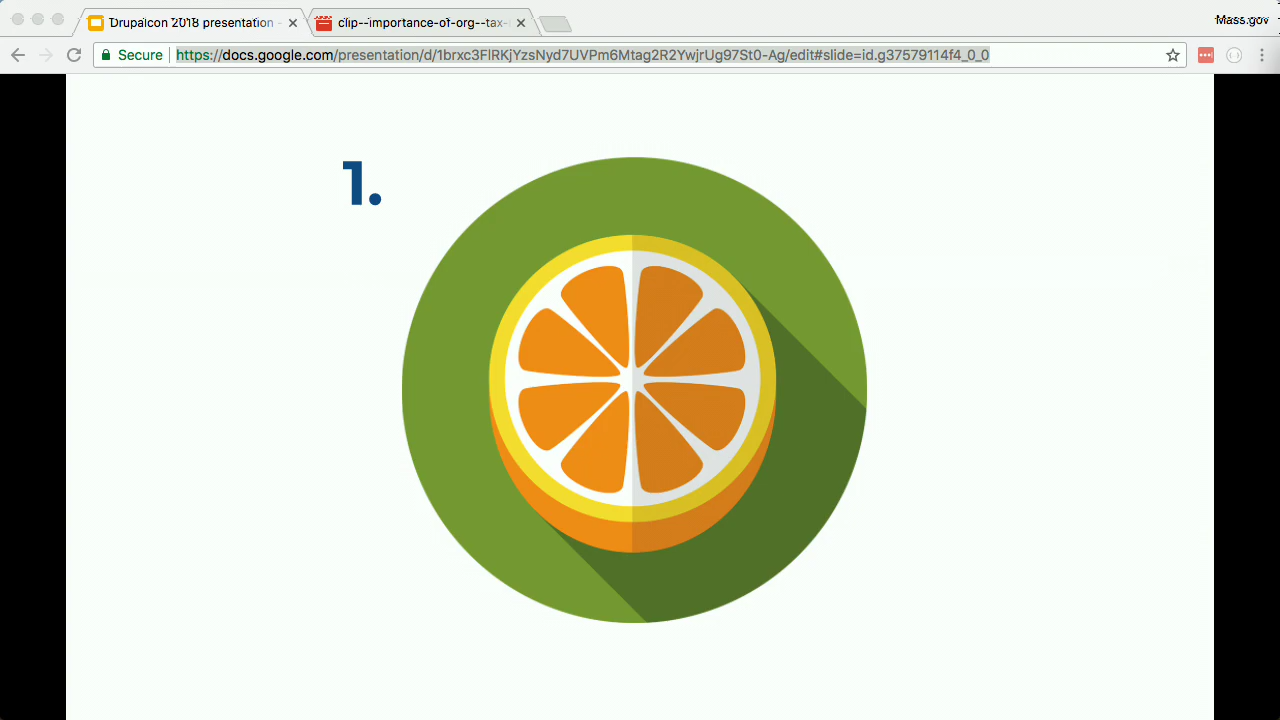 Drupalcon 2018 presentation -
clip--importance-of-org--tax-
Mass.gov
Secure
https://docs.google.com/presentation/d/1brxc3FlRKjYzsNyd7UVPm6Mtag2R2YwjrUg97St0-Ag/edit#slide=id.g37579114f4_0_0
1.